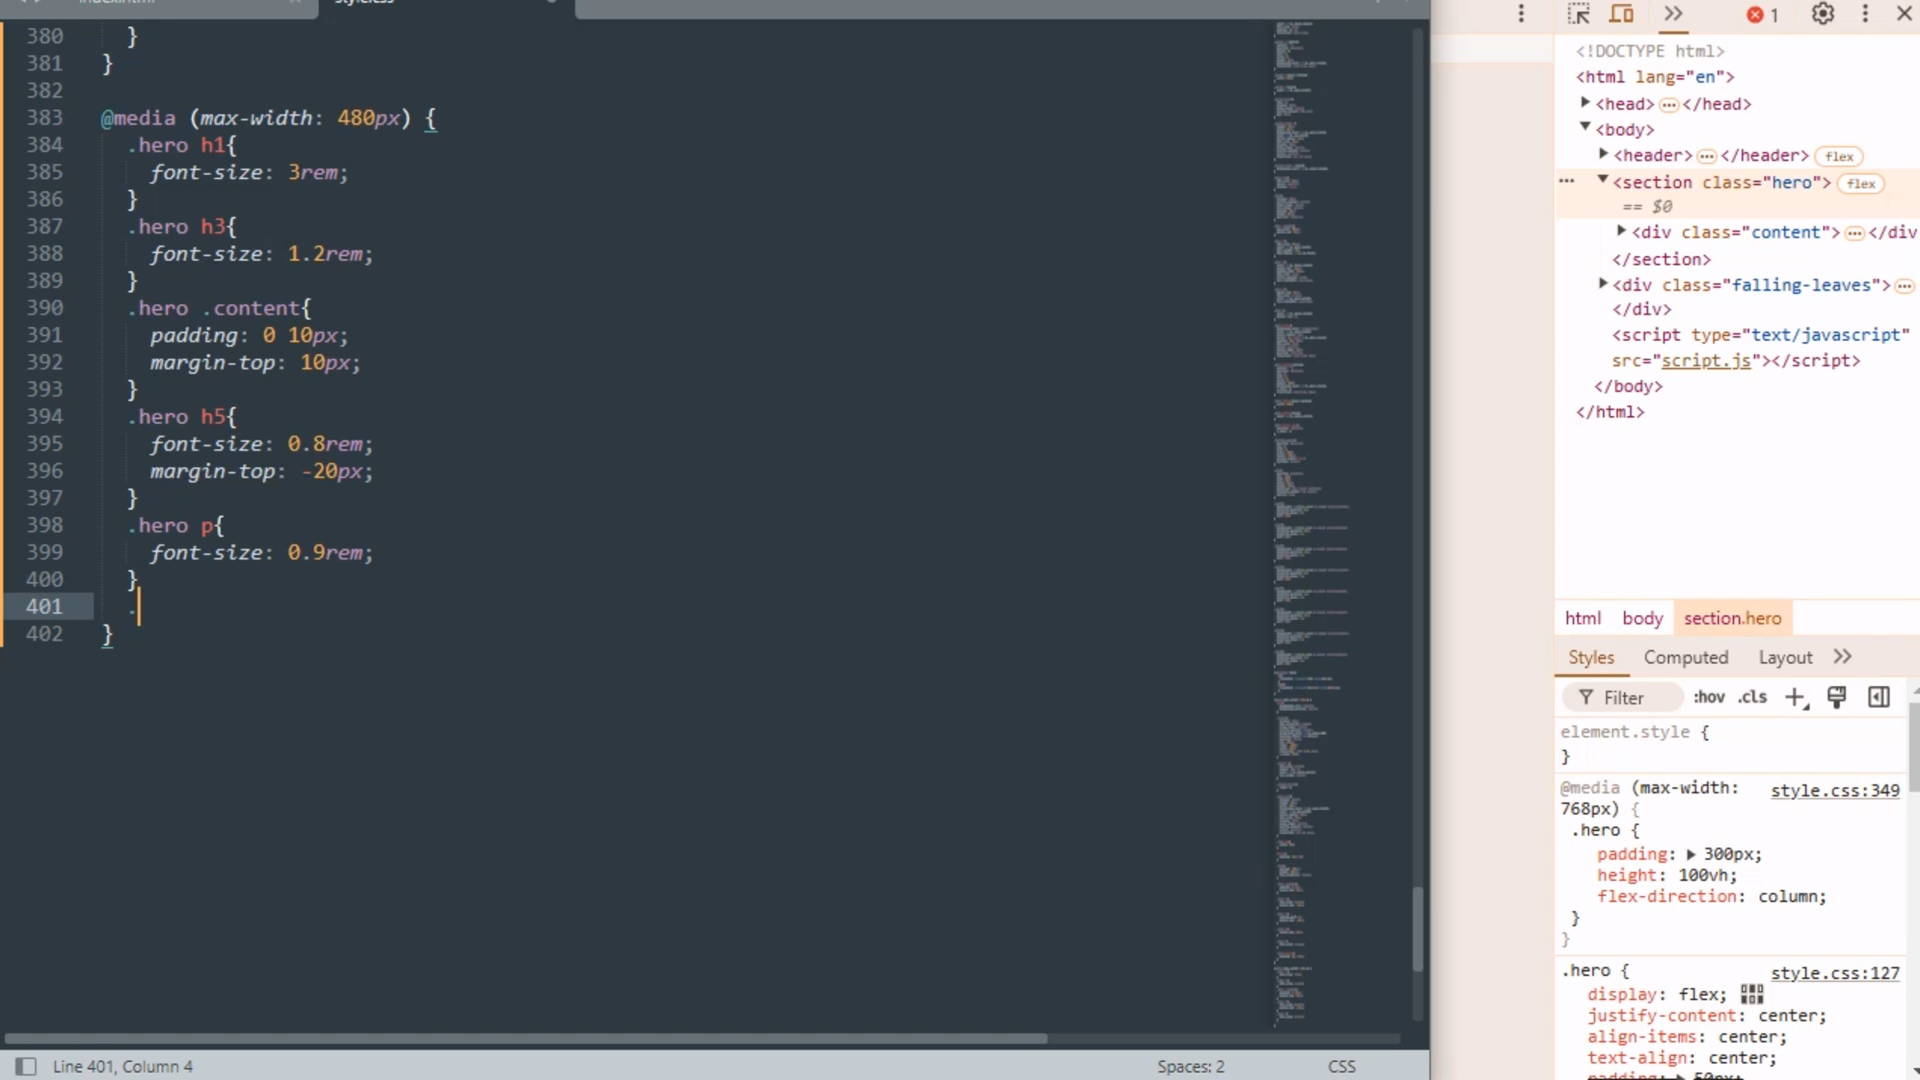 style.css
380 }
381 }
382
383 @media (max-width: 480px) {
384 .hero h1{
385 font-size: 3rem;
386 }
387 .hero h3{
388 font-size: 1.2rem;
389 }
390 .hero .content{
391 padding: 0 10px;
392 margin-top: 10px;
393 }
394 .hero h5{
395 font-size: 0.8rem;
396 margin-top: -20px;
397 }
398 .hero p{
399 font-size: 0.9rem;
400 }
401 .
402 }
Line 401, Column 4
Spaces: 2
CSS
1
<!DOCTYPE html>
<html lang="en">
<head> </head>
<body>
<header> </header> flex
<section class="hero"> flex
== $0
<div class="content"> </div
</section>
<div class="falling-leaves">
</div>
<script type="text/javascript"
src="script.js"></script>
</body>
</html>
html body section.hero
Styles Computed Layout
Filter :hov .cls
element.style {
}
@media (max-width: style.css:349
768px) {
.hero {
padding: 300px;
height: 100vh;
flex-direction: column;
}
}
.hero { style.css:127
display: flex;
justify-content: center;
align-items: center;
text-align: center;
padding: 50px;